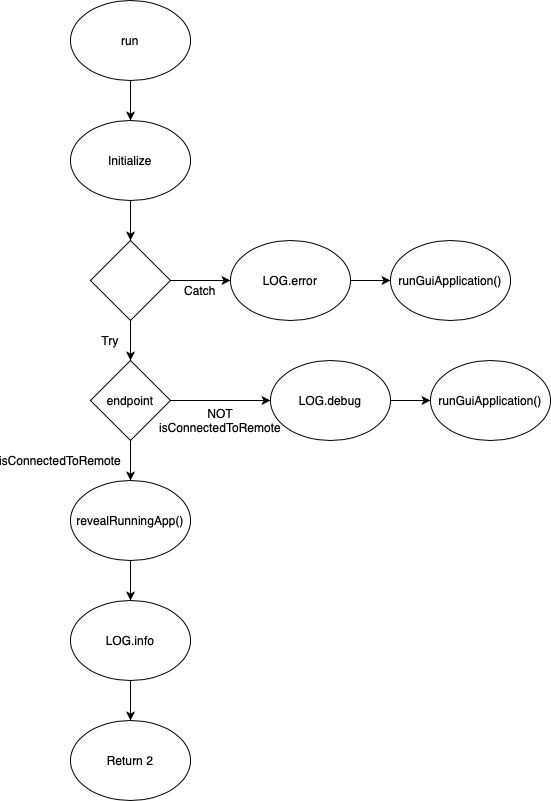 run
Initialize
Catch
LOG.error
runGuiApplication()
Try
endpoint
NOT
isConnectedToRemote
LOG.debug
runGuiApplication()
isConnectedToRemote
revealRunningApp()
LOG.info
Return 2